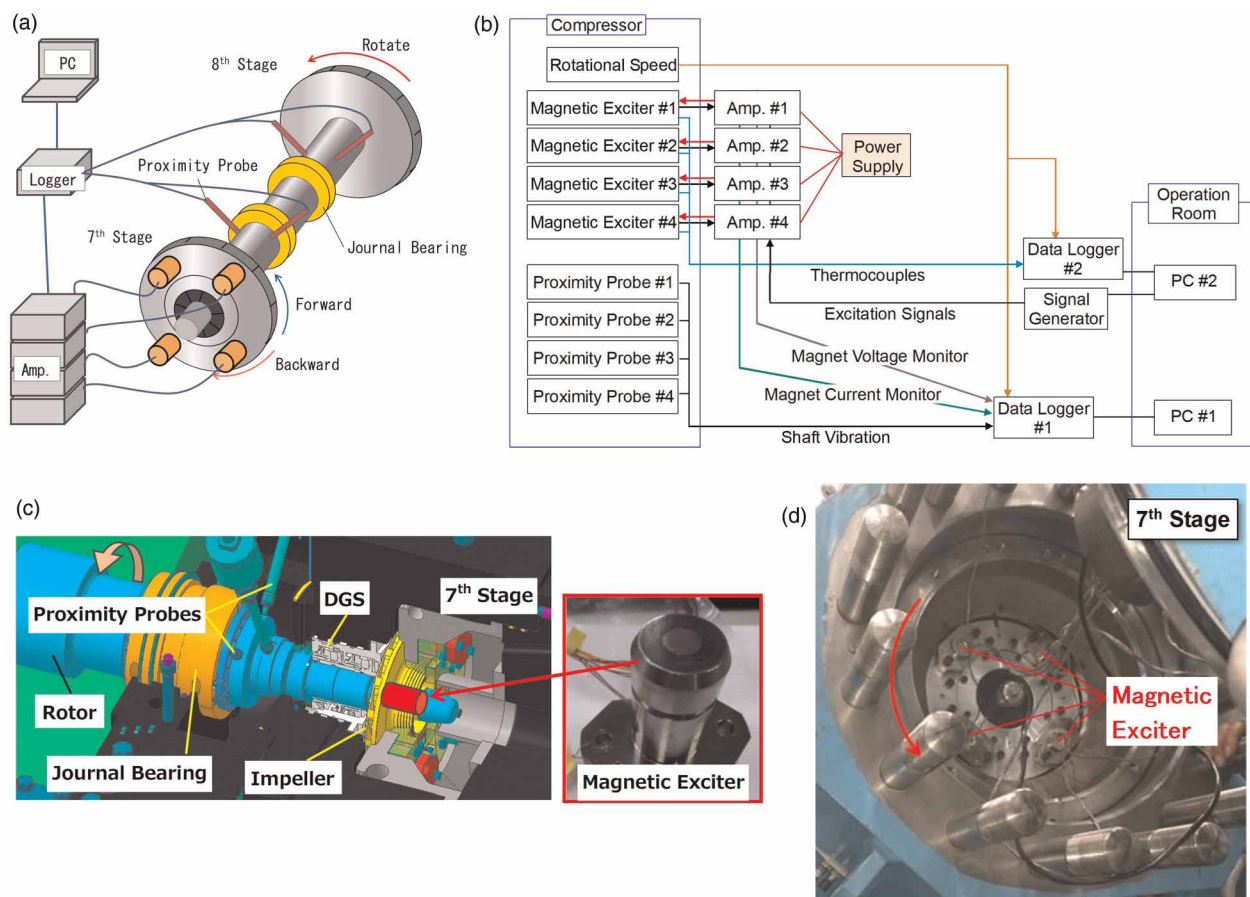 (a)
PC
8th Stage
Rotate
Logger
Proximity Probe
7th Stage
Journal Bearing
Forward
Amp.
Backward
(b)
Compressor
Rotational Speed
Magnetic Exciter #1
Amp. #1
Magnetic Exciter #2
Amp. #2
Magnetic Exciter #3
Amp. #3
Magnetic Exciter #4
Amp. #4
Power
Supply
Operation
Room
Proximity Probe #1
Proximity Probe #2
Proximity Probe #3
Proximity Probe #4
Thermocouples
Data Logger
#2
PC #2
Excitation Signals
Signal
Generator
Magnet Voltage Monitor
Magnet Current Monitor
Shaft Vibration
Data Logger
#1
PC #1
(c)
Proximity Probes
DGS
7th Stage
Rotor
Journal Bearing
Impeller
Magnetic Exciter
(d)
7th Stage
Magnetic
Exciter